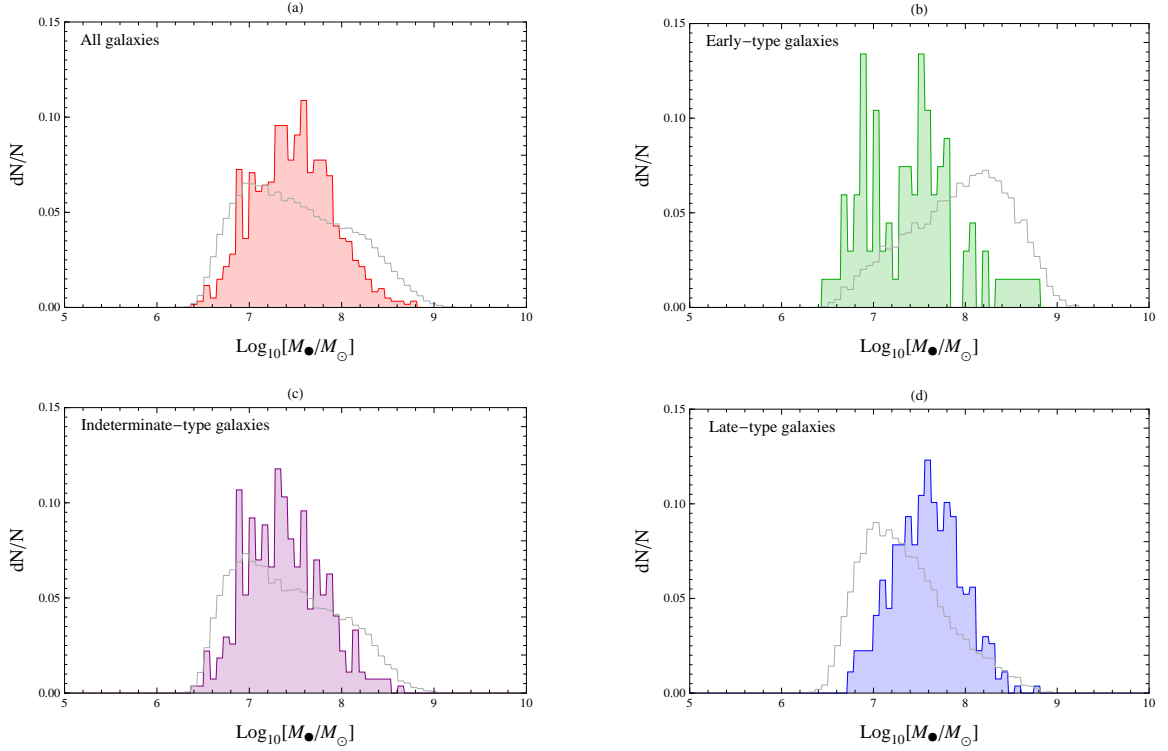 (a)
All galaxies
0.15
0.10
0.05
0.00
dN/N
5 6 7 8 9 10
Log10[M●/M⊙]
(b)
Early−type galaxies
0.15
0.10
0.05
0.00
dN/N
5 6 7 8 9 10
Log10[M●/M⊙]
(c)
Indeterminate−type galaxies
0.15
0.10
0.05
0.00
dN/N
5 6 7 8 9 10
Log10[M●/M⊙]
(d)
Late−type galaxies
0.15
0.10
0.05
0.00
dN/N
5 6 7 8 9 10
Log10[M●/M⊙]